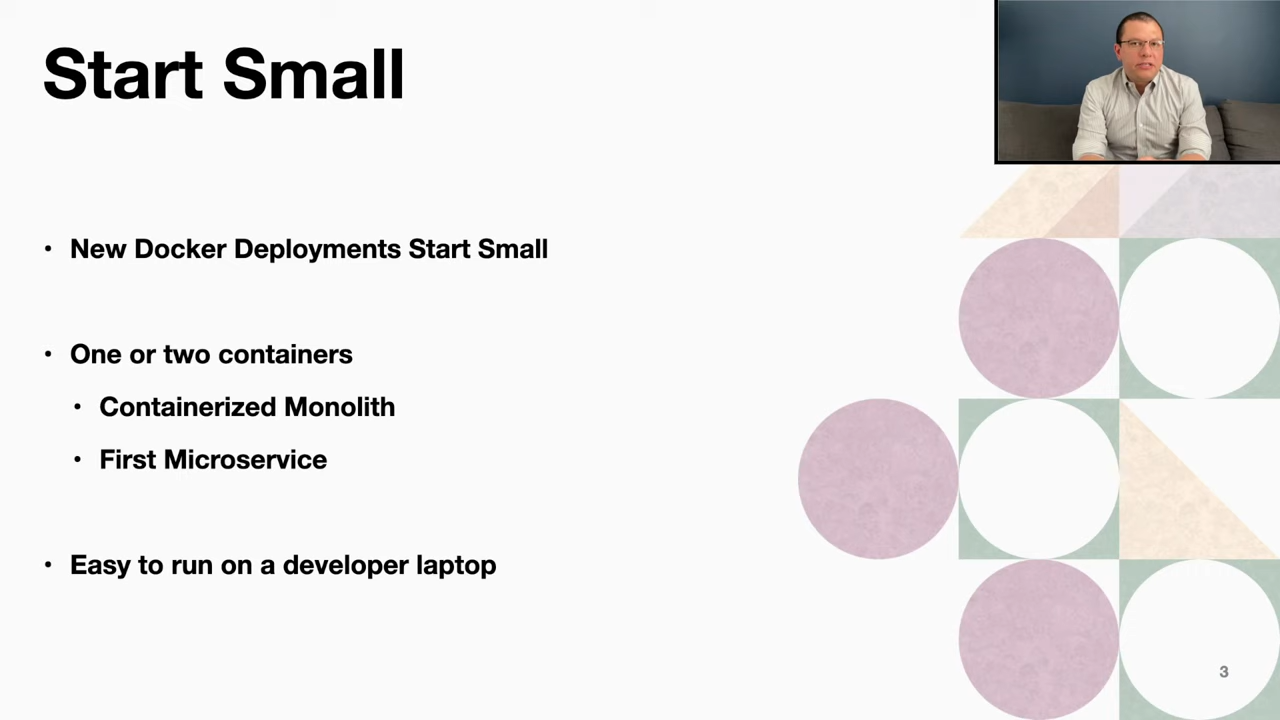 Start Small
• New Docker Deployments Start Small
• One or two containers
• Containerized Monolith
• First Microservice
• Easy to run on a developer laptop
3